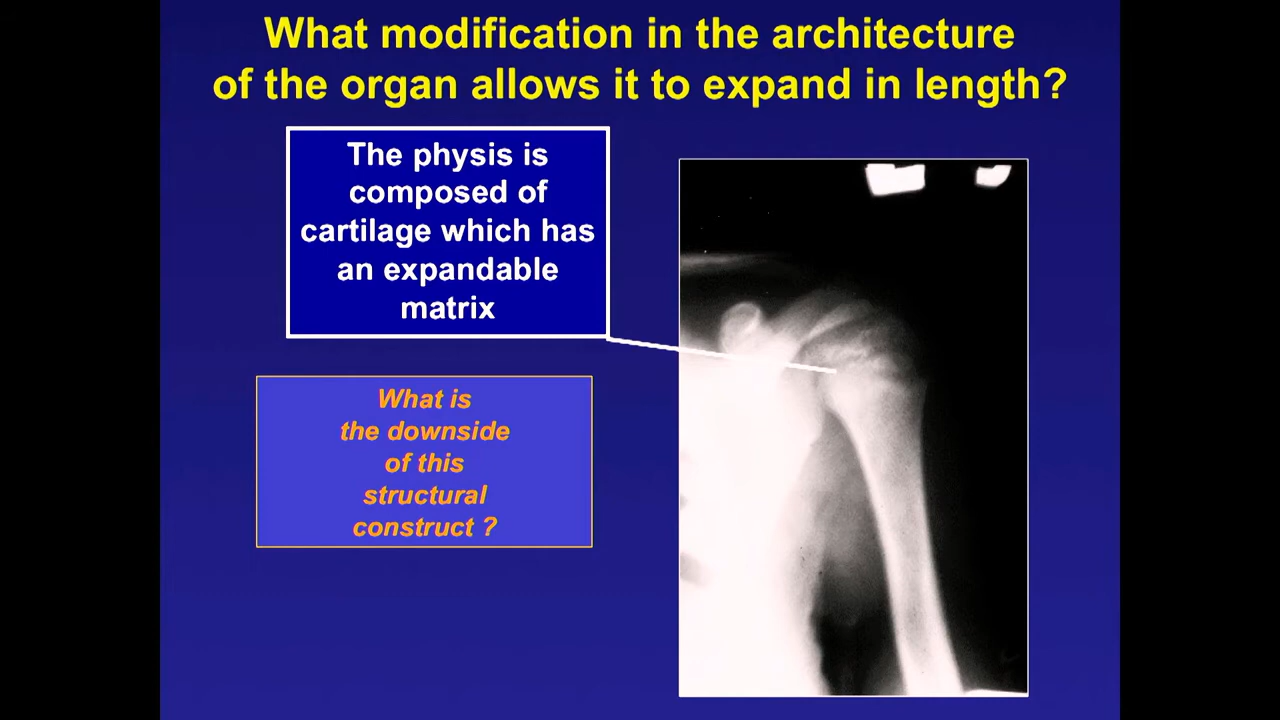 What modification in the architecture
of the organ allows it to expand in length?
The physis is
composed of
cartilage which has
an expandable
matrix
What is
the downside
of this
structural
construct ?